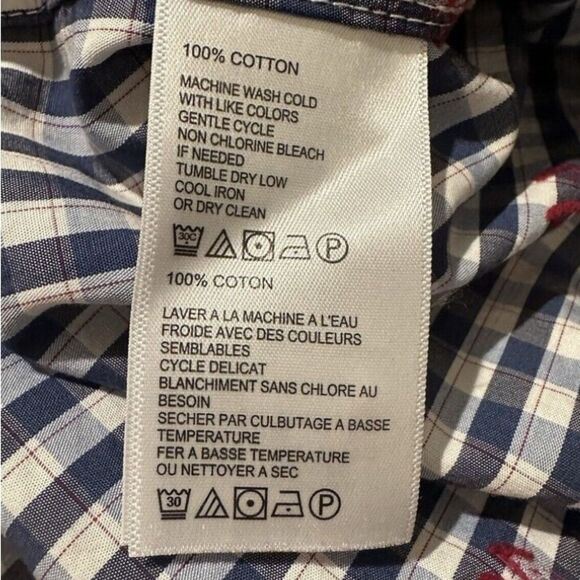 100% COTTON
MACHINE WASH COLD
WITH LIKE COLORS
GENTLE CYCLE
NON CHLORINE BLEACH
IF NEEDED
TUMBLE DRY LOW
COOL IRON
OR DRY CLEAN
30C P
100% COTON
LAVER A LA MACHINE A L'EAU
FROIDE AVEC DES COULEURS
SEMBLABLES
CYCLE DELICAT
BLANCHIMENT SANS CHLORE AU
BESOIN
SECHER PAR CULBUTAGE A BASSE
TEMPERATURE
FER A BASSE TEMPERATURE
OU NETTOYER A SEC
30 P